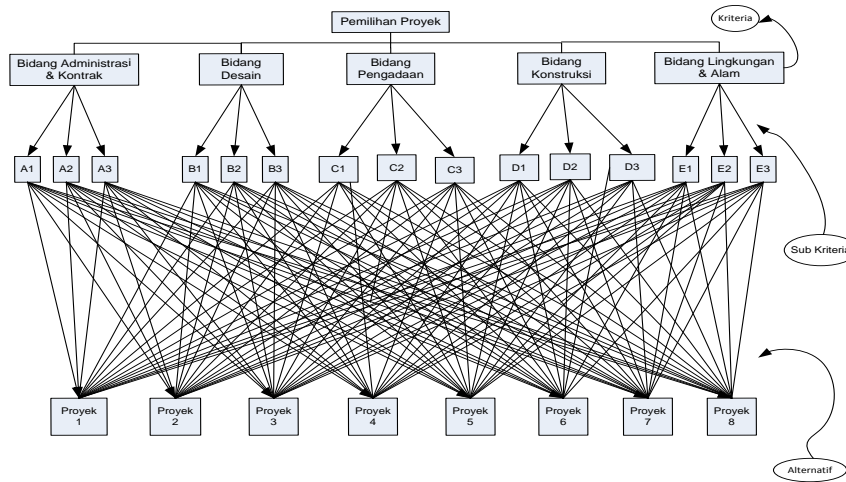 Pemilihan Proyek
Kriteria
Bidang Administrasi
& Kontrak
Bidang
Desain
Bidang
Pengadaan
Bidang
Konstruksi
Bidang Lingkungan
& Alam
A1
A2
A3
B1
B2
B3
C1
C2
C3
D1
D2
D3
E1
E2
E3
Sub Kriteria
Proyek
1
Proyek
2
Proyek
3
Proyek
4
Proyek
5
Proyek
6
Proyek
7
Proyek
8
Alternatif